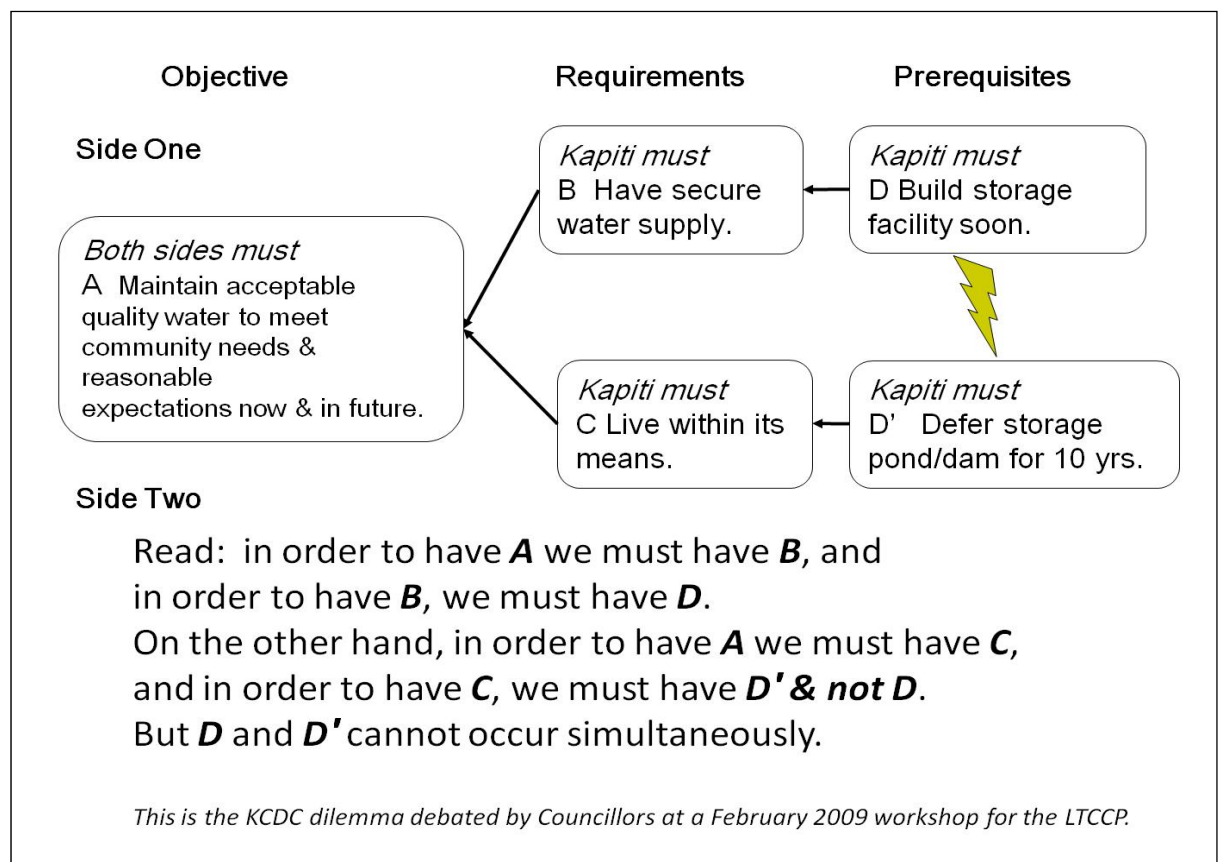 Objective Requirements Prerequisites
Side One
Kapiti must
B Have secure
water supply.
Kapiti must
D Build storage
facility soon.
Both sides must
A Maintain acceptable
quality water to meet
community needs &
reasonable
expectations now & in future.
Kapiti must
C Live within its
means.
Kapiti must
D' Defer storage
pond/dam for 10 yrs.
Side Two
Read: in order to have A we must have B, and
in order to have B, we must have D.
On the other hand, in order to have A we must have C,
and in order to have C, we must have D' & not D.
But D and D' cannot occur simultaneously.
This is the KCDC dilemma debated by Councillors at a February 2009 workshop for the LTCCP.